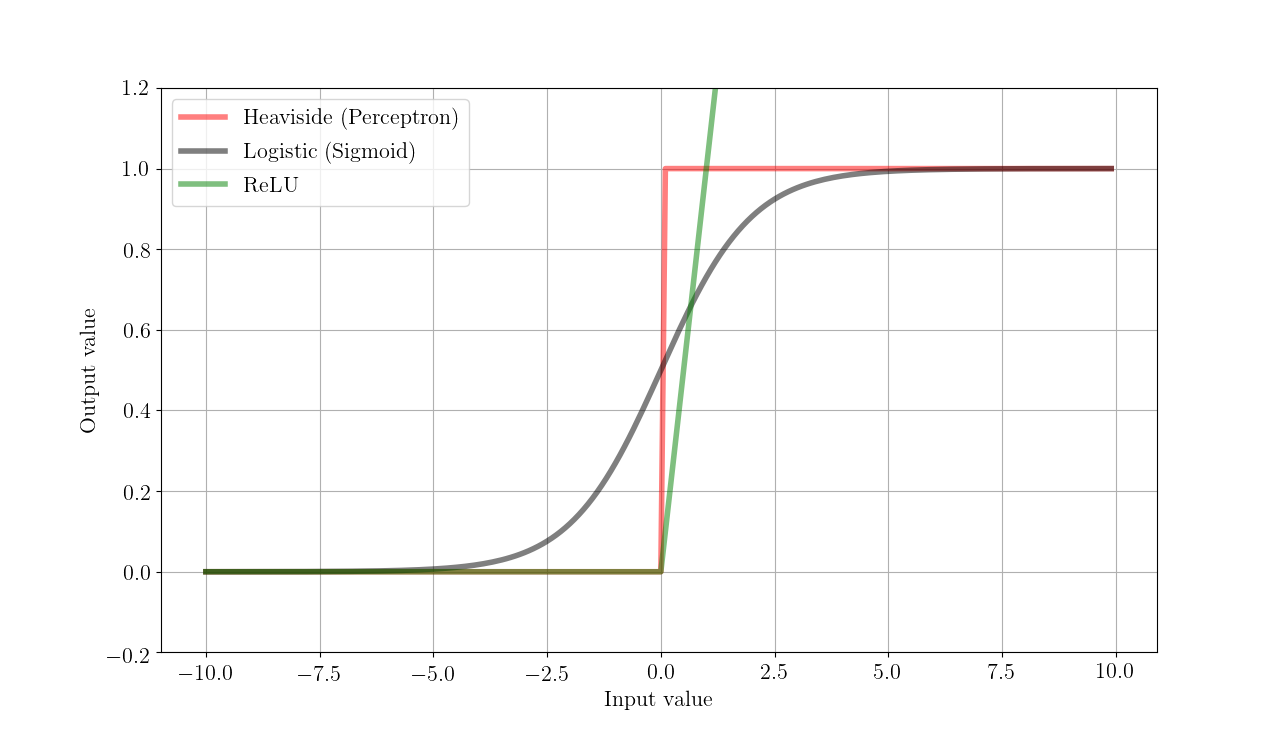 1.2
1.0
0.8
0.6
0.4
0.2
0.0
−0.2
Output value
Heaviside (Perceptron)
Logistic (Sigmoid)
ReLU
−10.0 −7.5 −5.0 −2.5 0.0 2.5 5.0 7.5 10.0
Input value